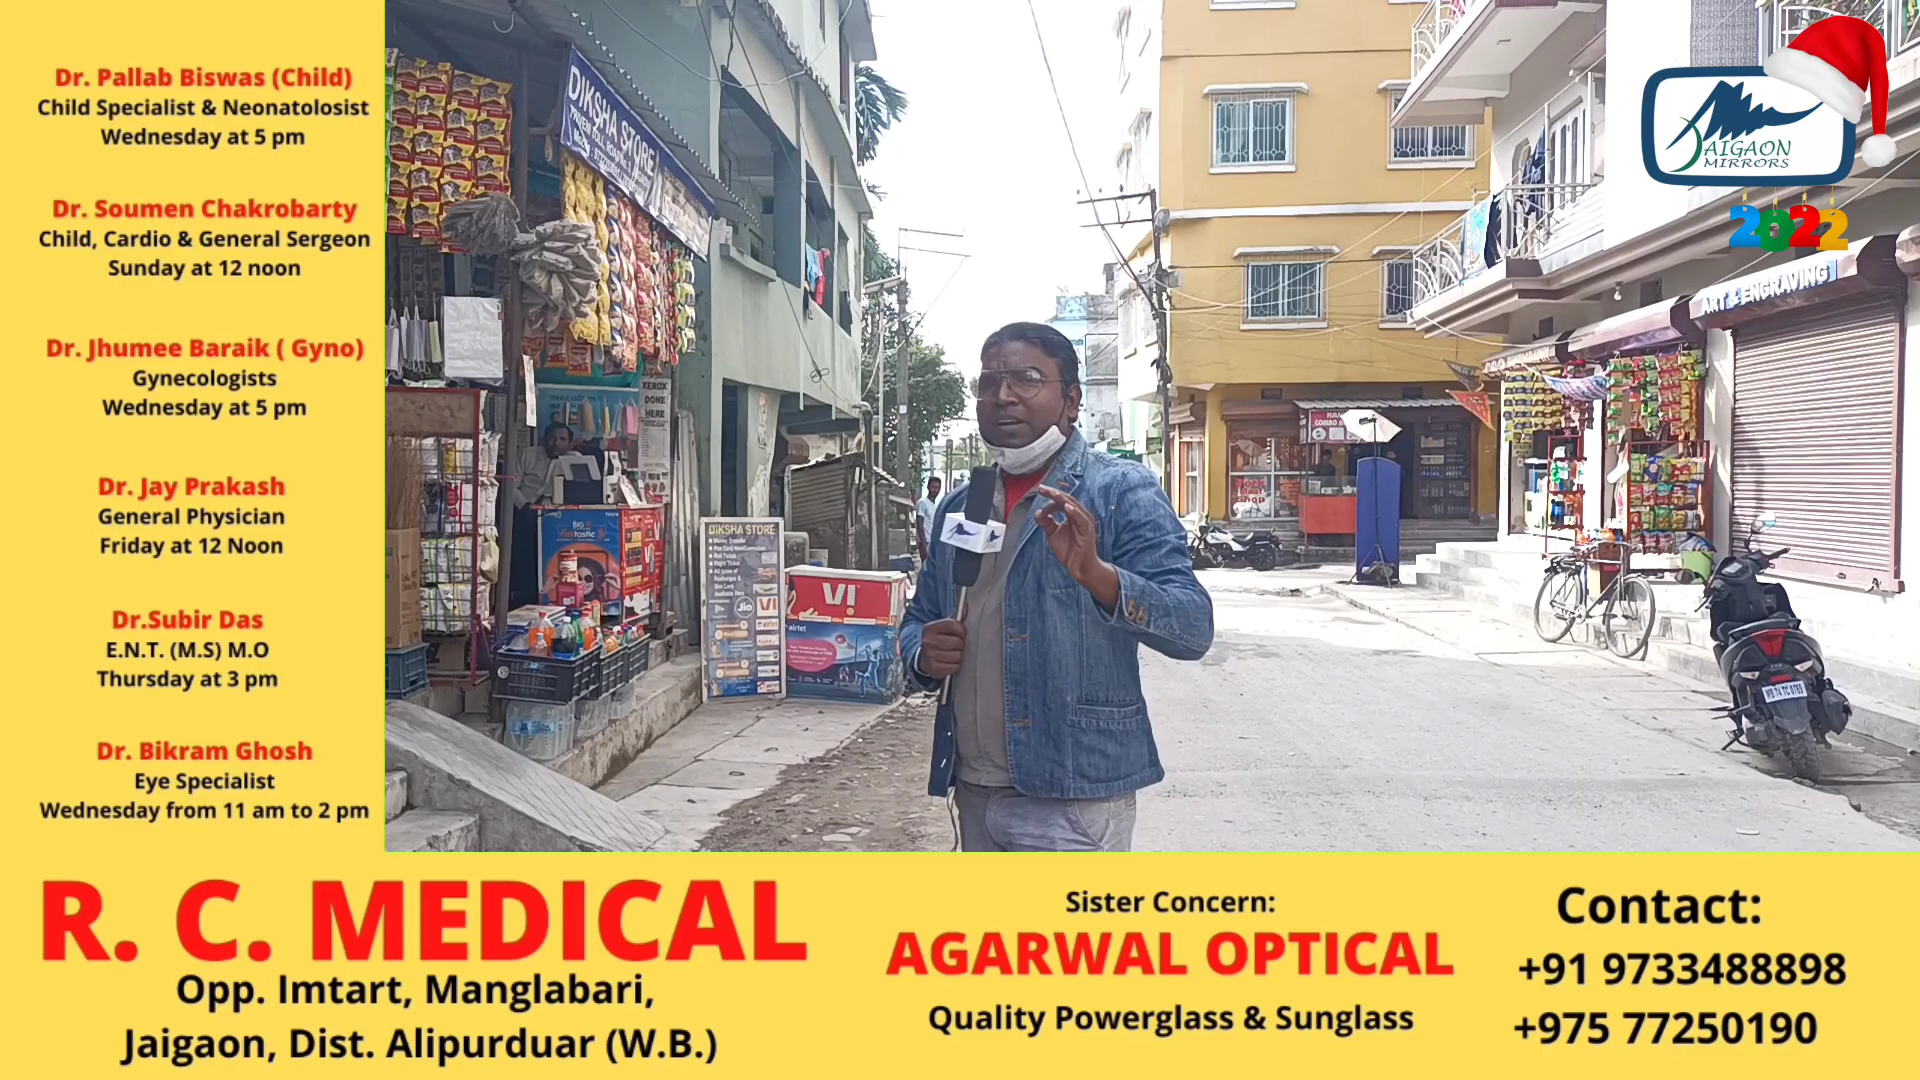 Dr. Pallab Biswas (Child)
Child Specialist & Neonatolosist
Wednesday at 5 pm
Dr. Soumen Chakrobarty
Child, Cardio & General Sergeon
Sunday at 12 noon
Dr. Jhumee Baraik ( Gyno)
Gynecologists
Wednesday at 5 pm
Dr. Jay Prakash
General Physician
Friday at 12 Noon
Dr.Subir Das
E.N.T. (M.S) M.O
Thursday at 3 pm
Dr. Bikram Ghosh
Eye Specialist
Wednesday from 11 am to 2 pm
DIKSHA STORE
XEROX
DONE
HERE
DIKSHA STORE
Jio
VI
airtel
VI
airtel
JAIGAON
MIRRORS
2022
ART & ENGRAVING
R. C. MEDICAL
Opp. Imtart, Manglabari,
Jaigaon, Dist. Alipurduar (W.B.)
Sister Concern:
AGARWAL OPTICAL
Quality Powerglass & Sunglass
Contact:
+91 9733488898
+975 77250190